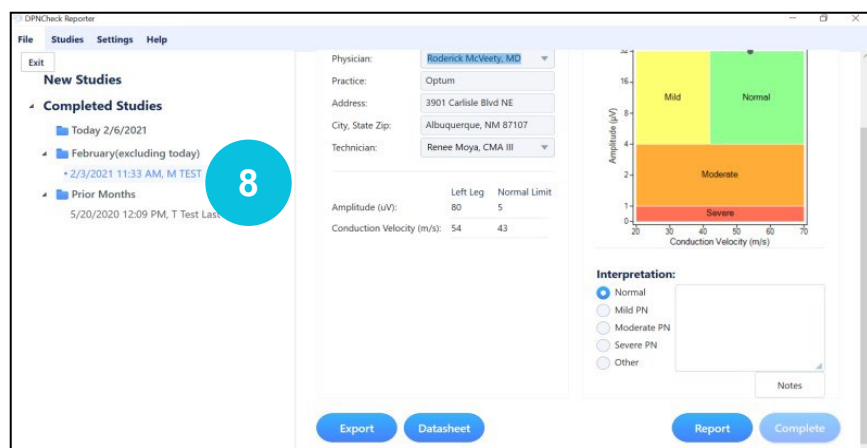 DPNCheck Reporter
File Studies Settings Help
Exit
New Studies
Completed Studies
Today 2/6/2021
February(excluding today)
2/3/2021 11:33 AM, M TEST
Prior Months
5/20/2020 12:09 PM, T Test Las
8
Physician: Roderick McVeety, MD
Practice: Optum
Address: 3901 Carlisle Blvd NE
City, State Zip: Albuquerque, NM 87107
Technician: Renee Moya, CMA III
Left Leg Normal Limit
Amplitude (uV): 80 5
Conduction Velocity (m/s): 54 43
Amplitude (μV)
32
16
8
4
2
1
0
Mild
Normal
Moderate
Severe
20 30 40 50 60 70
Conduction Velocity (m/s)
Interpretation:
Normal
Mild PN
Moderate PN
Severe PN
Other
Notes
Export
Datasheet
Report
Complete